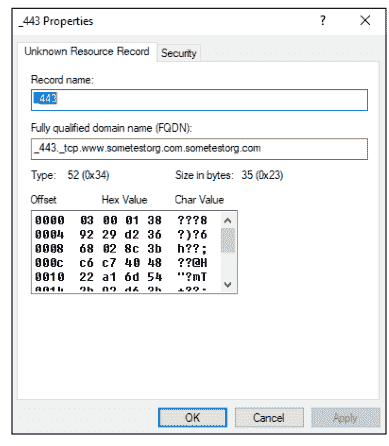 _443 Properties
? X
Unknown Resource Record Security
Record name:
_443
Fully qualified domain name (FQDN):
_443._tcp.www.sometestorg.com.sometestorg.com
Type: 52 (0x34) Size in bytes: 35 (0x23)
Offset Hex Value Char Value
0000 03 00 01 38 ???8
0004 92 29 d2 36 ?)?6
0008 68 02 8c 3b h??;
000c c6 c7 40 48 ??@H
0010 22 a1 6d 54 "?mT
OK Cancel Apply